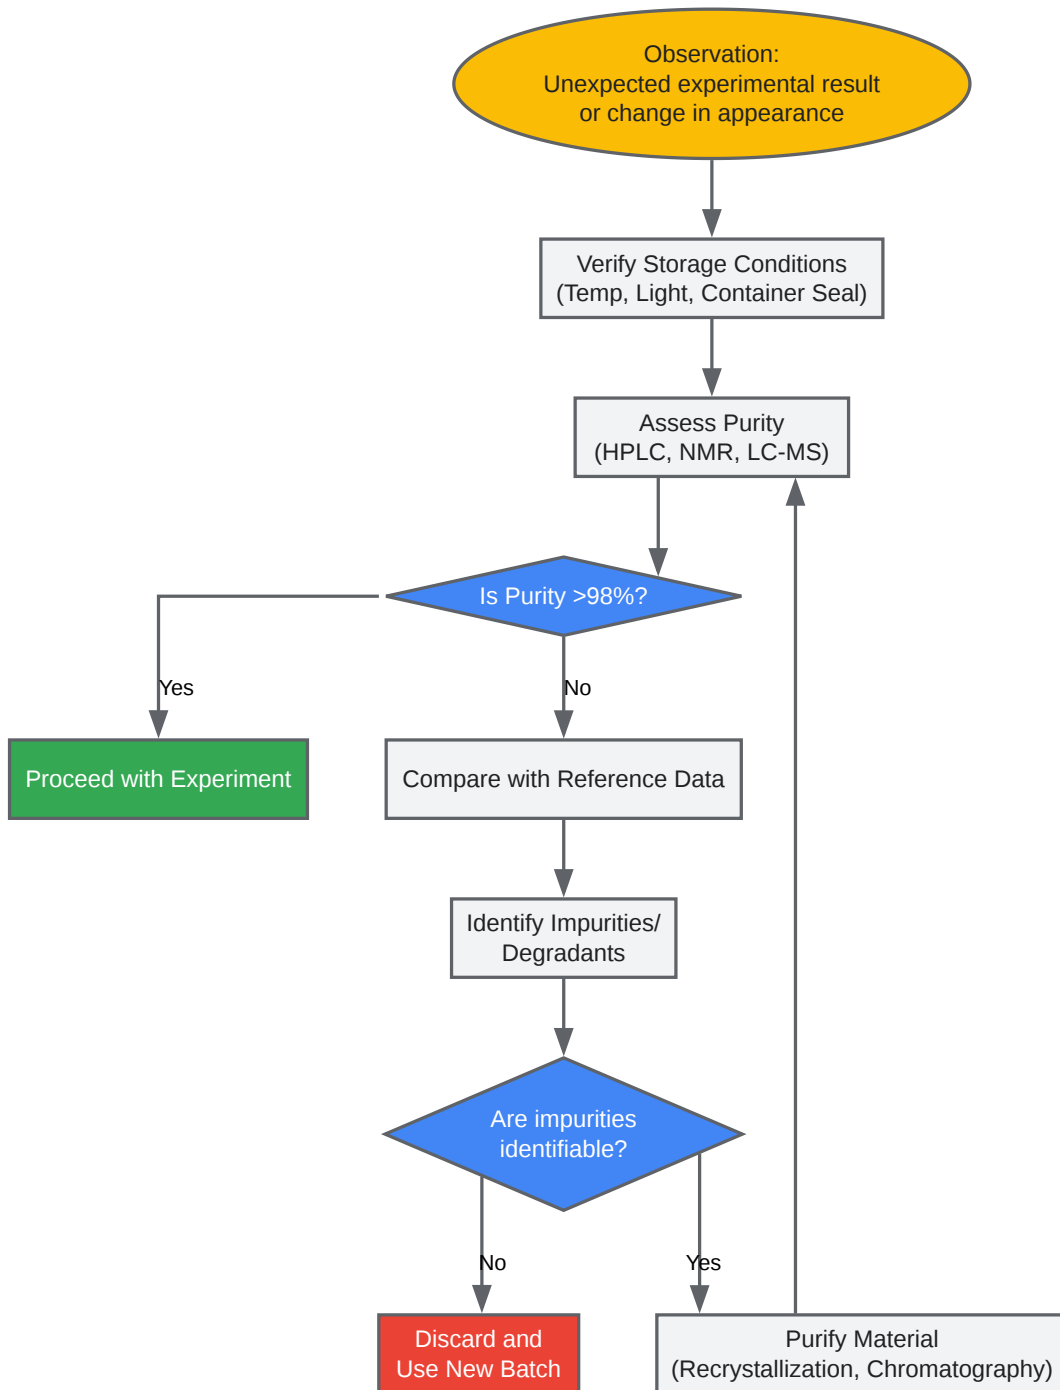 Observation:
Unexpected experimental result
or change in appearance
Verify Storage Conditions
(Temp, Light, Container Seal)
Assess Purity
(HPLC, NMR, LC-MS)
Is Purity >98%?
Yes
No
Proceed with Experiment
Compare with Reference Data
Identify Impurities/
Degradants
Are impurities
identifiable?
No
Yes
Discard and
Use New Batch
Purify Material
(Recrystallization, Chromatography)